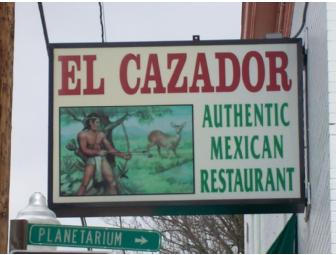 EL CAZADOR
AUTHENTIC
MEXICAN
RESTAURANT
PLANETARIUM